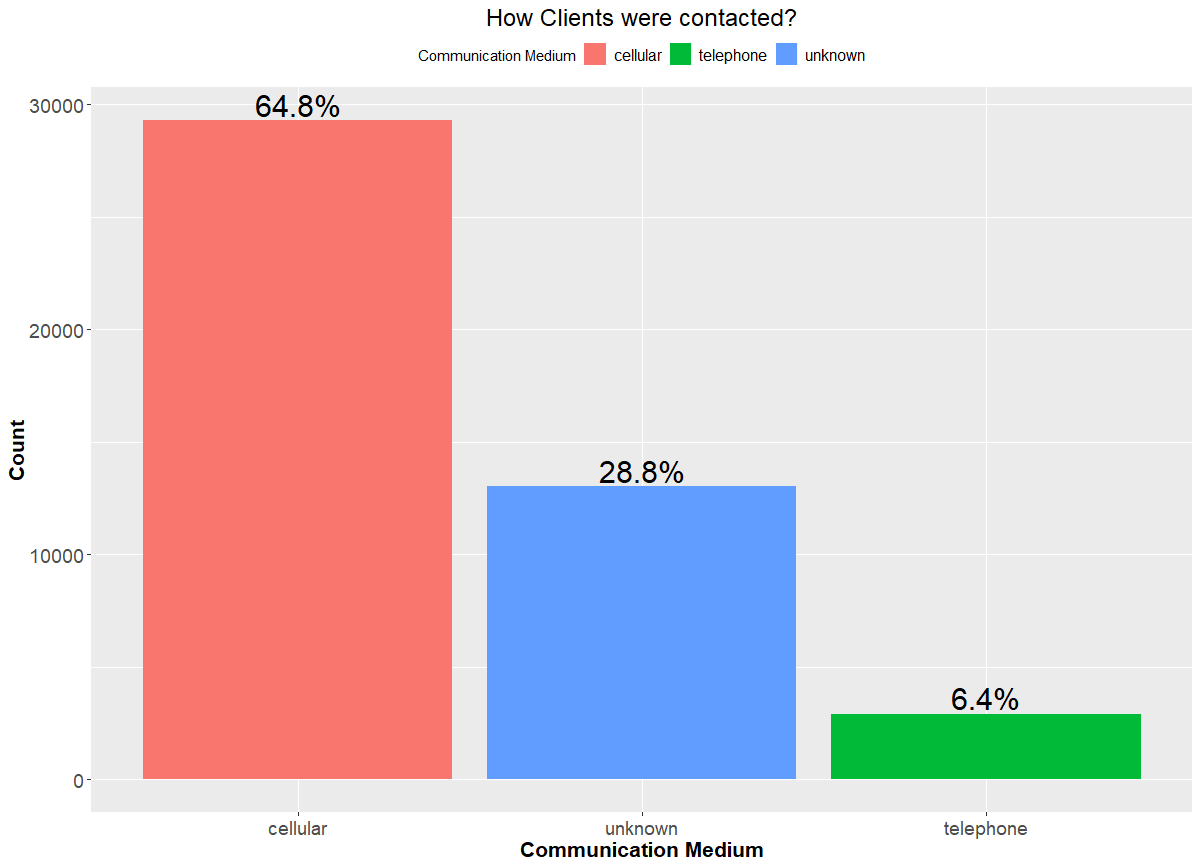 How Clients were contacted?
Communication Medium cellular telephone unknown
30000
20000
10000
0
Count
64.8%
28.8%
6.4%
cellular unknown telephone
Communication Medium